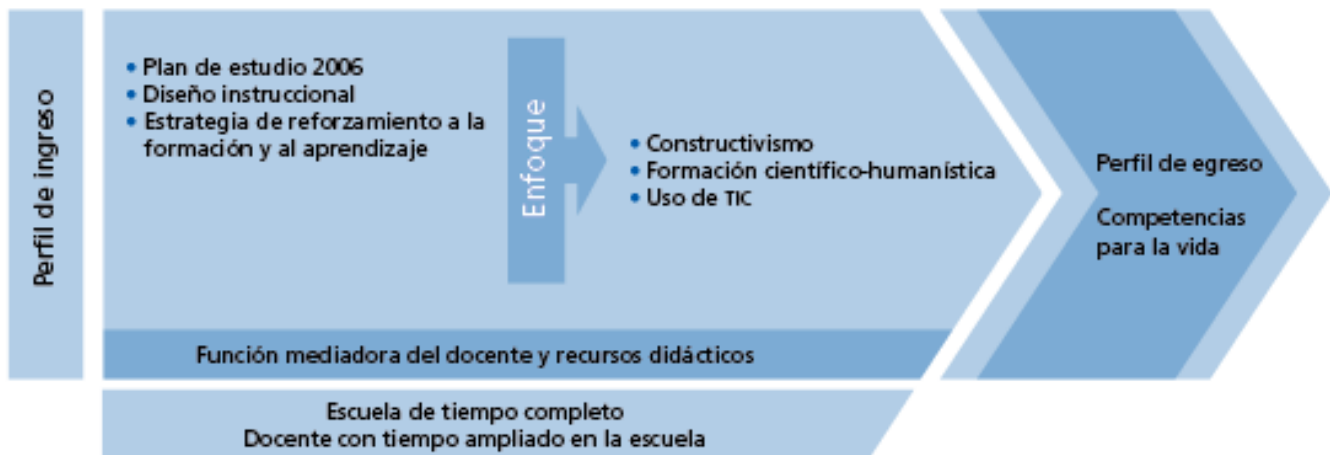 Perfil de ingreso
• Plan de estudio 2006
• Diseño instruccional
• Estrategia de reforzamiento a la
formación y al aprendizaje
Enfoque
• Constructivismo
• Formación científico-humanística
• Uso de TIC
Perfil de egreso
Competencias
para la vida
Función mediadora del docente y recursos didácticos
Escuela de tiempo completo
Docente con tiempo ampliado en la escuela